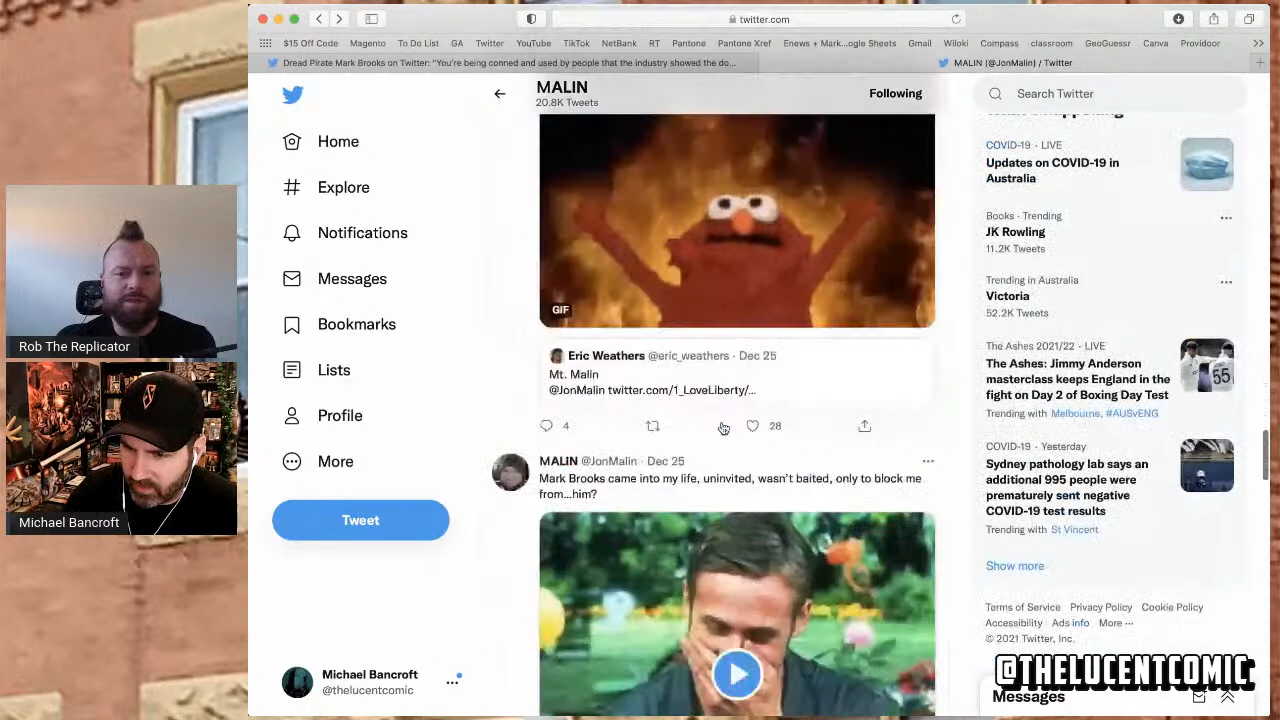 twitter.com
$15 Off Code Magento To Do List GA Twitter YouTube TikTok NetBank RT Pantone Pantone Xref Enews + Mark...ogle Sheets Gmail Wiloki Compass classroom GeoGuessr Canva Providoor
Dread Pirate Mark Brooks on Twitter: "You're being conned and used by people that the industry showed the do...
MALIN (@JonMalin) / Twitter
MALIN
20.8K Tweets
Following
Search Twitter
Home
Explore
Notifications
Messages
Bookmarks
Lists
Profile
More
Tweet
Michael Bancroft
@thelucentcomic
GIF
Eric Weathers @eric_weathers · Dec 25
Mt. Malin
@JonMalin twitter.com/1_LoveLiberty/...
4
28
MALiN @JonMalin · Dec 25
Mark Brooks came into my life, uninvited, wasn't baited, only to block me
from...him?
COVID-19 · LIVE
Updates on COVID-19 in
Australia
Books · Trending
JK Rowling
11.2K Tweets
Trending in Australia
Victoria
52.2K Tweets
The Ashes 2021/22 · LIVE
The Ashes: Jimmy Anderson
masterclass keeps England in the
fight on Day 2 of Boxing Day Test
Trending with Melbourne, #AUSvENG
55
COVID-19 · Yesterday
Sydney pathology lab says an
additional 995 people were
prematurely sent negative
COVID-19 test results
Trending with St Vincent
Show more
Terms of Service Privacy Policy Cookie Policy
Accessibility Ads info More ···
© 2021 Twitter, Inc.
Messages
@THELUCENTCOMIC
Rob The Replicator
Michael Bancroft